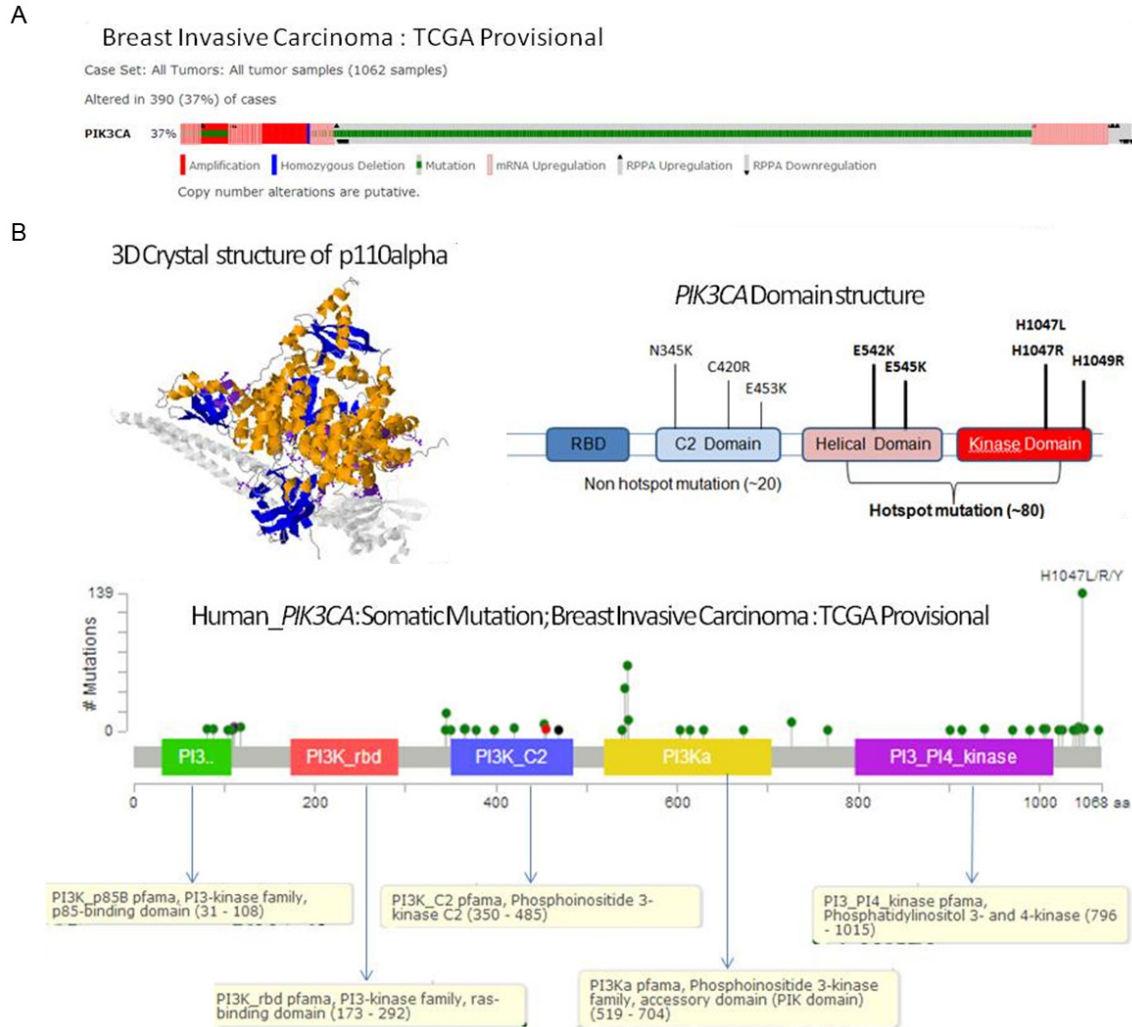 A
Breast Invasive Carcinoma : TCGA Provisional
Case Set: All Tumors: All tumor samples (1062 samples)
Altered in 390 (37%) of cases
PIK3CA 37%
Amplification Homozygous Deletion Mutation mRNA Upregulation RPPA Upregulation RPPA Downregulation
Copy number alterations are putative.
B
3D Crystal structure of p110alpha
PIK3CA Domain structure
H1047L
N345K E542K H1047R H1049R
C420R E545K
E453K
RBD C2 Domain Helical Domain Kinase Domain
Non hotspot mutation (~20)
Hotspot mutation (~80)
H1047L/R/Y
139
Human_PIK3CA:Somatic Mutation; Breast Invasive Carcinoma : TCGA Provisional
# Mutations
0
PI3.. PI3K_rbd PI3K_C2 PI3Ka PI3_PI4_kinase
0 200 400 600 800 1000 1068 aa
PI3K_p85B pfama, PI3-kinase family,
p85-binding domain (31 - 108)
PI3K_C2 pfama, Phosphoinositide 3-
kinase C2 (350 - 485)
PI3_PI4_kinase pfama,
Phosphatidylinositol 3- and 4-kinase (796
- 1015)
PI3K_rbd pfama, PI3-kinase family, ras-
binding domain (173 - 292)
PI3Ka pfama, Phosphoinositide 3-kinase
family, accessory domain (PIK domain)
(519 - 704)